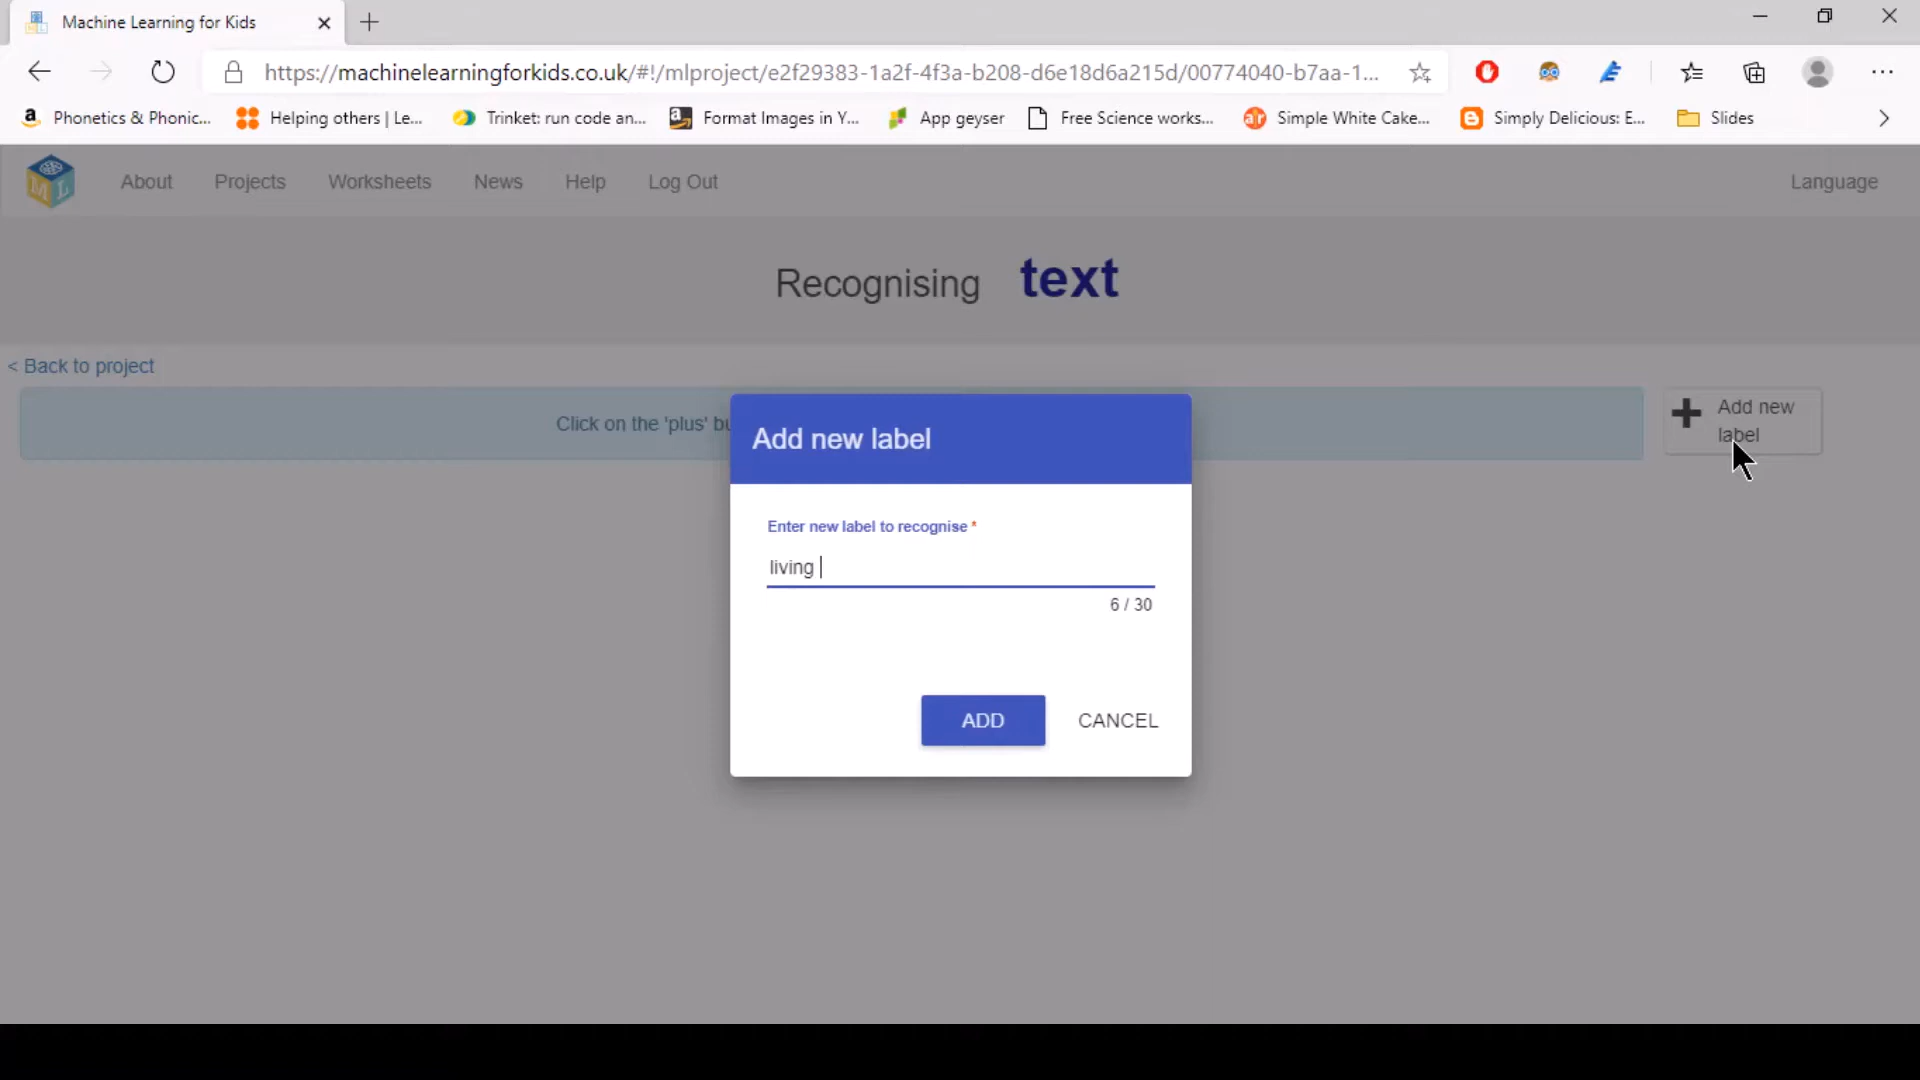 Machine Learning for Kids
https://machinelearningforkids.co.uk/#!/mlproject/e2f29383-1a2f-4f3a-b208-d6e18d6a215d/00774040-b7aa-1...
Phonetics & Phonic... Helping others | Le... Trinket: run code an... Format Images in Y... App geyser Free Science works... Simple White Cake... Simply Delicious: E... Slides
ML About Projects Worksheets News Help Log Out Language
Recognising text
< Back to project
Click on the 'plus' bu
Add new
label
Add new label
Enter new label to recognise *
living
6 / 30
ADD CANCEL